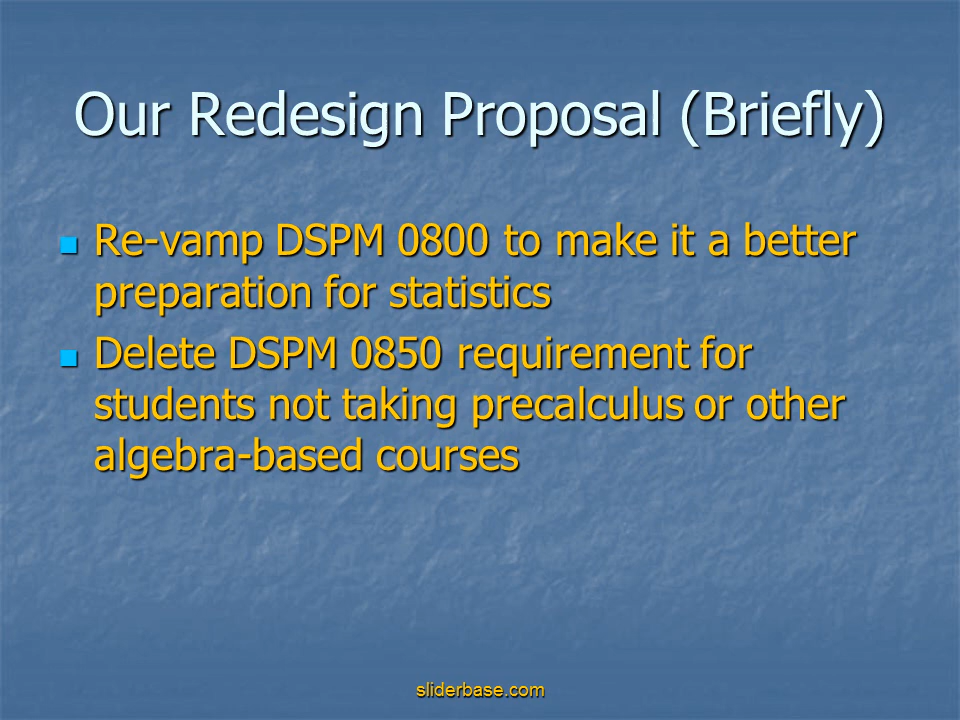 Our Redesign Proposal (Briefly)
Re-vamp DSPM 0800 to make it a better
preparation for statistics
Delete DSPM 0850 requirement for
students not taking precalculus or other
algebra-based courses
sliderbase.com